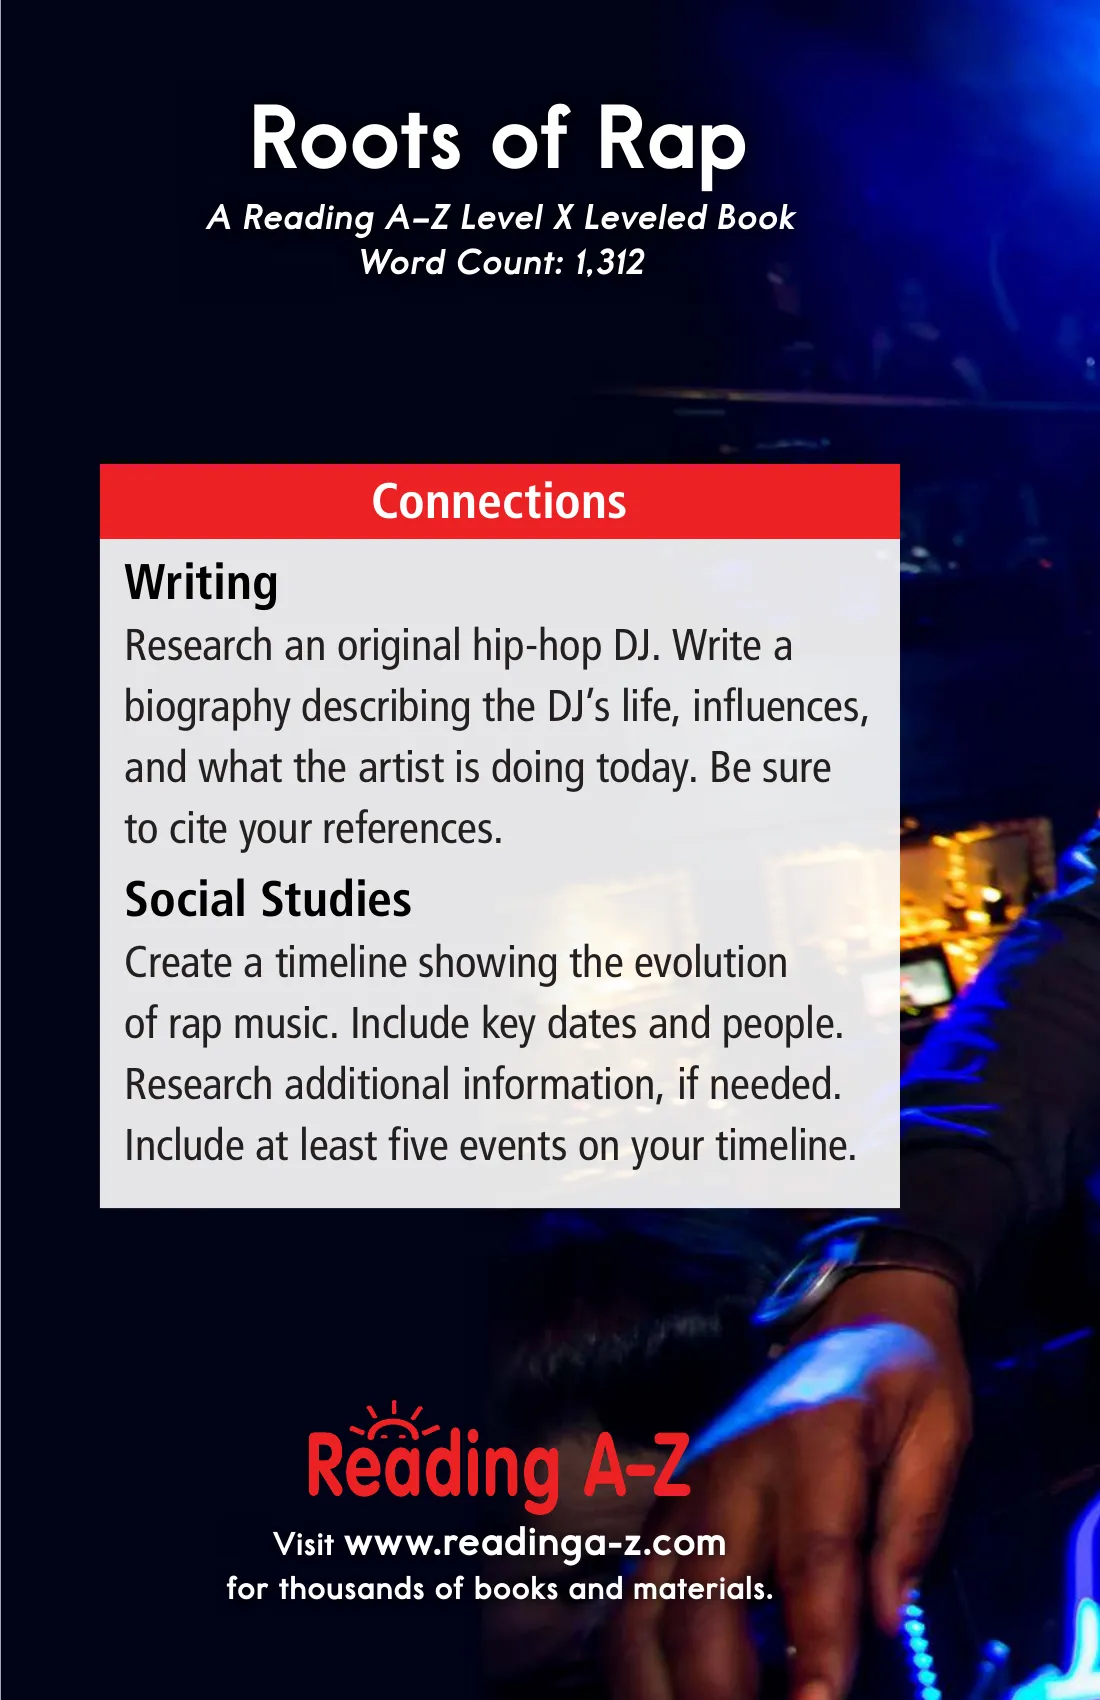 Roots of Rap
A Reading A–Z Level X Leveled Book
Word Count: 1,312
Connections
Writing
Research an original hip-hop DJ. Write a
biography describing the DJ’s life, influences,
and what the artist is doing today. Be sure
to cite your references.
Social Studies
Create a timeline showing the evolution
of rap music. Include key dates and people.
Research additional information, if needed.
Include at least five events on your timeline.
Reading A–Z
Visit www.readinga-z.com
for thousands of books and materials.